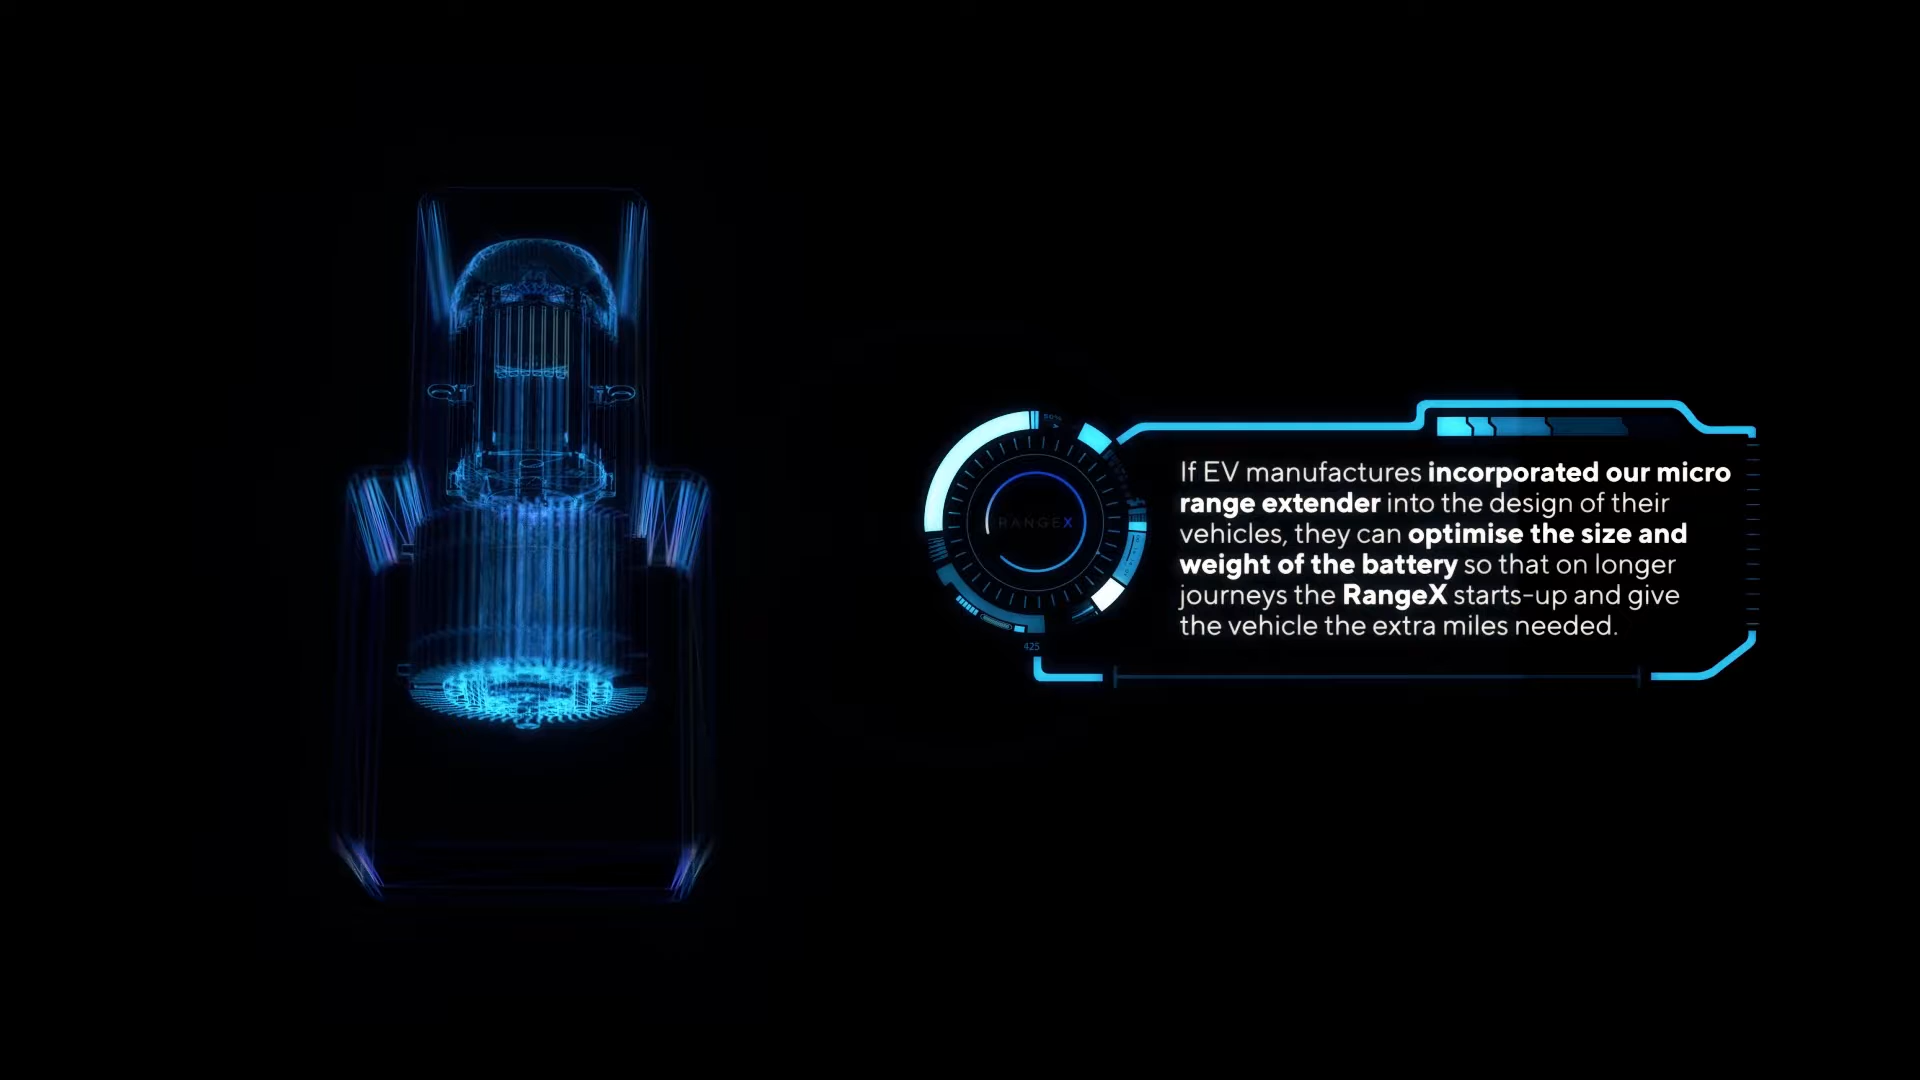 RANGEX
425
If EV manufactures incorporated our micro
range extender into the design of their
vehicles, they can optimise the size and
weight of the battery so that on longer
journeys the RangeX starts-up and give
the vehicle the extra miles needed.